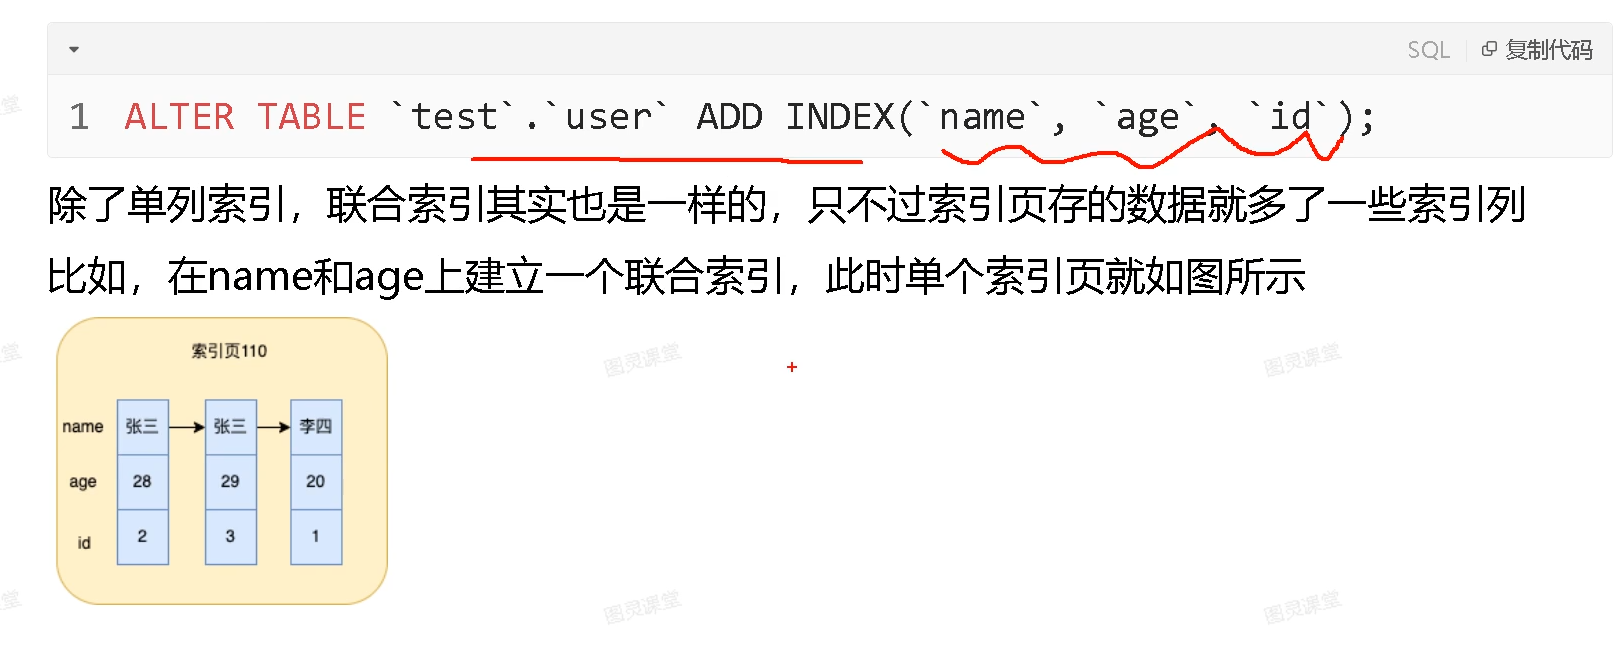 SQL 复制代码
1 ALTER TABLE `test`.`user` ADD INDEX(`name`, `age`, `id`);
除了单列索引，联合索引其实也是一样的，只不过索引页存的数据就多了一些索引列
比如，在name和age上建立一个联合索引，此时单个索引页就如图所示
索引页110
name 张三 张三 李四
age 28 29 20
id 2 3 1
堂
堂 图灵课堂 图灵课堂
堂 图灵课堂 图灵课堂